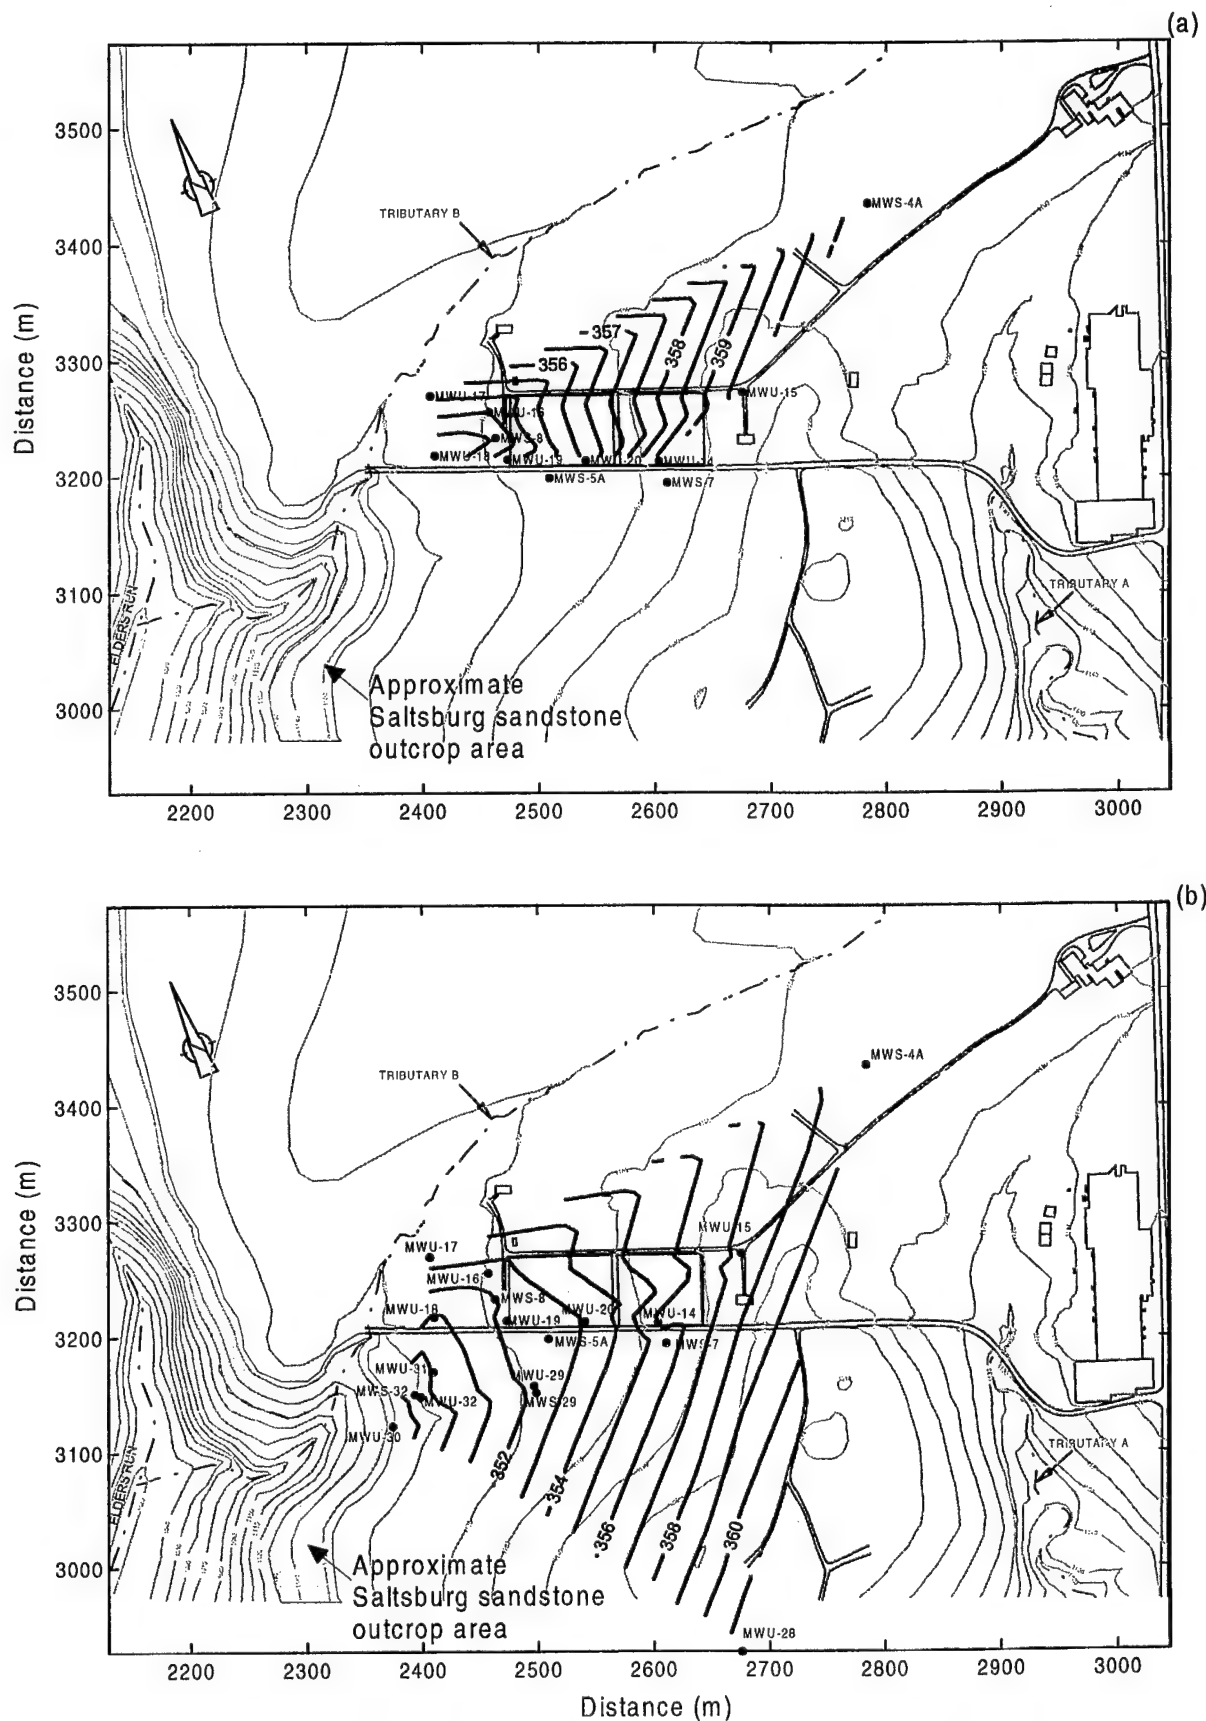 (a)
3500
3400
3300
3200
3100
3000
Distance (m)
TRIBUTARY B
MWS-4A
357
356
358
359
MWU-17
MWU-16
MWU-15
MWS-8
MWU-18
MWU-19
MWU-20
MWU-14
MWS-5A
MWS-7
ELDERS RUN
TRIBUTARY A
Approximate
Saltsburg sandstone
outcrop area
2200
2300
2400
2500
2600
2700
2800
2900
3000
(b)
3500
3400
3300
3200
3100
3000
Distance (m)
TRIBUTARY B
MWS-4A
MWU-17
MWU-15
MWU-16
MWS-8
MWU-18
MWU-19
MWU-20
MWU-14
MWS-5A
MWS-7
MWU-31
MWU-29
MWS-32
MWU-32
MWS-29
MWU-30
352
354
356
358
360
ELDERS RUN
TRIBUTARY A
Approximate
Saltsburg sandstone
outcrop area
MWU-28
2200
2300
2400
2500
2600
2700
2800
2900
3000
Distance (m)